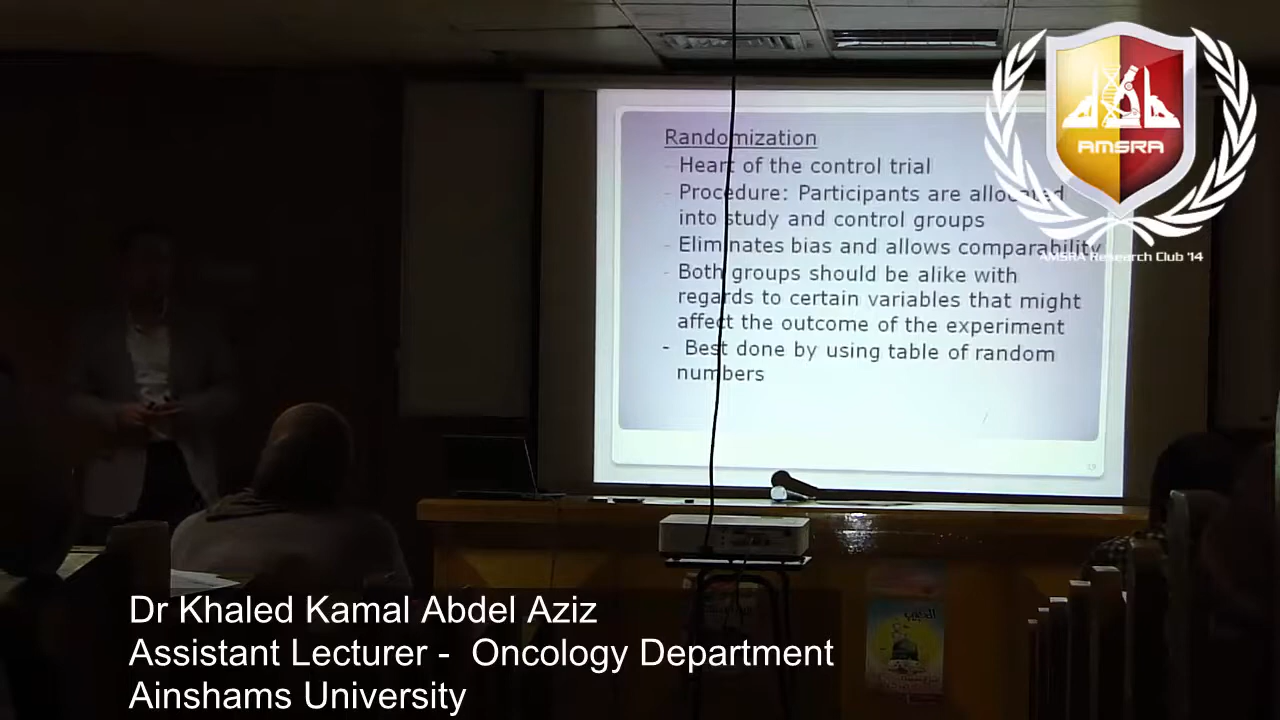 Randomization
- Heart of the control trial
- Procedure: Participants are allocated
into study and control groups
- Eliminates bias and allows comparability
- Both groups should be alike with
regards to certain variables that might
affect the outcome of the experiment
- Best done by using table of random
numbers
AMSRA
AMSRA Research Club '14
Dr Khaled Kamal Abdel Aziz
Assistant Lecturer - Oncology Department
Ainshams University